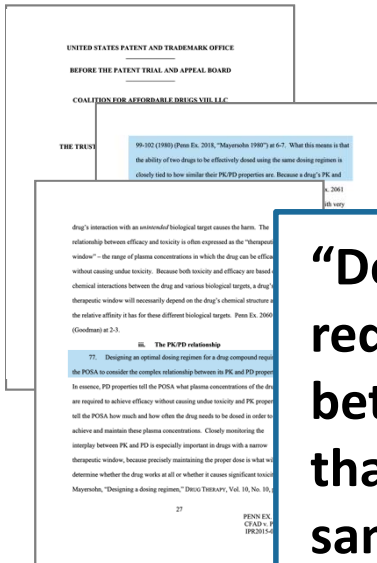 UNITED STATES PATENT AND TRADEMARK OFFICE
BEFORE THE PATENT TRIAL AND APPEAL BOARD
COALITION FOR AFFORDABLE DRUGS VIII, LLC
THE TRUST
99-102 (1980) (Penn Ex. 2018, “Mayersohn 1980”) at 6-7. What this means is that
the ability of two drugs to be effectively dosed using the same dosing regimen is
closely tied to how similar their PK/PD properties are. Because a drug’s PK and
2061
with very
drug’s interaction with an unintended biological target causes the harm. The
relationship between efficacy and toxicity is often expressed as the “therapeuti
window” – the range of plasma concentrations in which the drug can be effica
without causing undue toxicity. Because both toxicity and efficacy are based
chemical interactions between the drug and various biological targets, a drug’s
therapeutic window will necessarily depend on the drug’s chemical structure a
the relative affinity it has for these different biological targets. Penn Ex. 2060
(Goodman) at 2-3.
iii. The PK/PD relationship
77. Designing an optimal dosing regimen for a drug compound requir
the POSA to consider the complex relationship between its PK and PD proper
In essence, PD properties tell the POSA what plasma concentrations of the dru
are required to achieve efficacy without causing undue toxicity and PK proper
tell the POSA how much and how often the drug needs to be dosed in order to
achieve and maintain these plasma concentrations. Closely monitoring the
interplay between PK and PD is especially important in drugs with a narrow
therapeutic window, because precisely maintaining the proper dose is what wil
determine whether the drug works at all or whether it causes significant toxicit
Mayersohn, “Designing a dosing regimen,” DRUG THERAPY, Vol. 10, No. 10, p
27
PENN EX.
CFAD v. P
IPR2015-0
“De
req
bet
tha
san